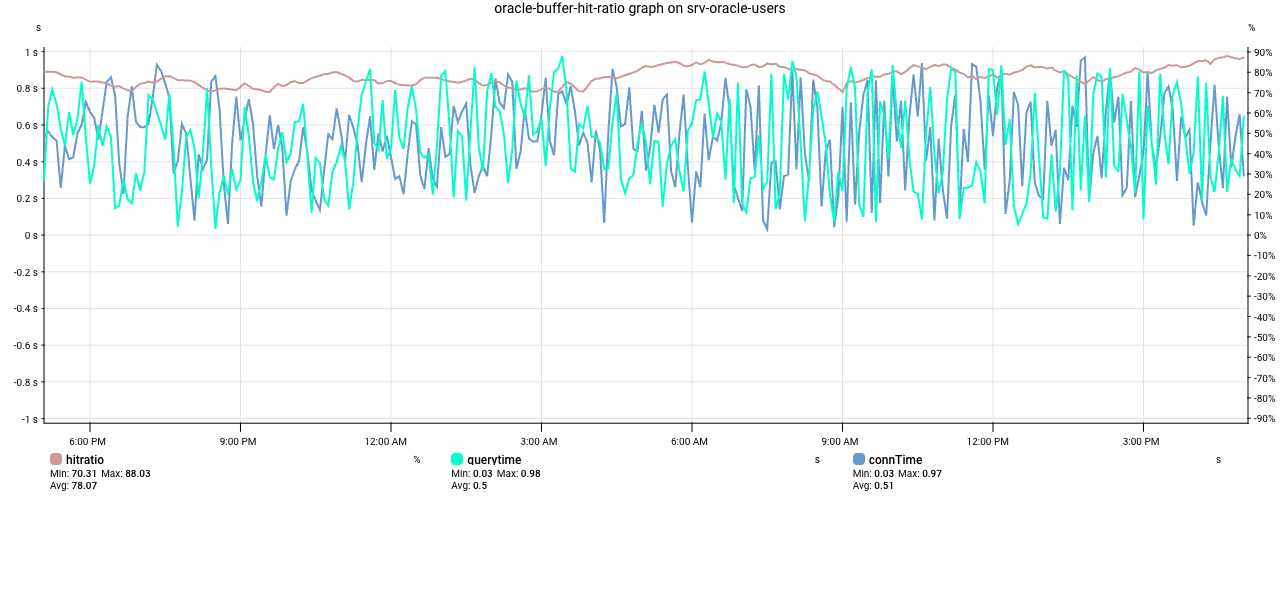 oracle-buffer-hit-ratio graph on srv-oracle-users
s %
1 s 90%
80%
0.8 s
70%
0.6 s 60%
50%
0.4 s 40%
30%
0.2 s 20%
10%
0 s 0%
-10%
-0.2 s -20%
-30%
-0.4 s -40%
-50%
-0.6 s -60%
-70%
-0.8 s
-80%
-1 s -90%
6:00 PM 9:00 PM 12:00 AM 3:00 AM 6:00 AM 9:00 AM 12:00 PM 3:00 PM
hitratio % querytime s connTime s
Min: 70.31 Max: 88.03 Min: 0.03 Max: 0.98 Min: 0.03 Max: 0.97
Avg: 78.07 Avg: 0.5 Avg: 0.51